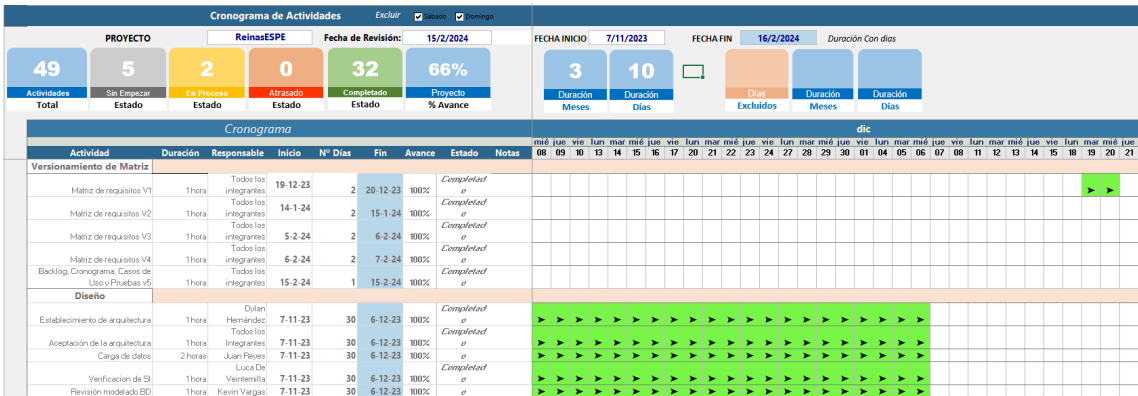 Cronograma de Actividades Excluir Sábado Domingo
PROYECTO ReinasESPE Fecha de Revisión: 15/2/2024 FECHA INICIO 7/11/2023 FECHA FIN 16/2/2024 Duración Con dias
49 5 2 0 32 66% 3 10
Actividades Sin Empezar En Proceso Atrasado Completado Proyecto Duración Duración Días Duración Duración
Total Estado Estado Estado Estado % Avance Meses Días Excluidos Meses Días
Cronograma dic
mié jue vie lun mar mié jue vie lun mar mié jue vie lun mar mié jue vie lun mar mié jue vie lun mar mié jue vie lun mar mié jue
Actividad Duración Responsable Inicio Nº Días Fin Avance Estado Notas 08 09 10 13 14 15 16 17 20 21 22 23 24 27 28 29 30 01 04 05 06 07 08 11 12 13 14 15 18 19 20 21
Versionamiento de Matriz
Todos los Completad
Matriz de requisitos V1 1 hora integrantes 19-12-23 2 20-12-23 100% o
Todos los Completad
Matriz de requisitos V2 1 hora integrantes 14-1-24 2 15-1-24 100% o
Todos los Completad
Matriz de requisitos V3 1 hora integrantes 5-2-24 2 6-2-24 100% o
Todos los Completad
Matriz de requisitos V4 1 hora integrantes 6-2-24 2 7-2-24 100% o
Backlog, Cronograma, Casos de Todos los Completad
Uso y Pruebas v5 1 hora integrantes 15-2-24 1 15-2-24 100% o
Diseño
Dylan Completad
Establecimiento de arquitectura 1 hora Hernández 7-11-23 30 6-12-23 100% o
Todos los Completad
Aceptación de la arquitectura 1 hora Integrantes 7-11-23 30 6-12-23 100% o
Carga de datos 2 horas Juan Reyes 7-11-23 30 6-12-23 100% Completad o
Luca De Completad
Verificacion de SI 1 hora Veintemilla 7-11-23 30 6-12-23 100% o
Revisión modelado BD 1 hora Kevin Vargas 7-11-23 30 6-12-23 100% Completad o